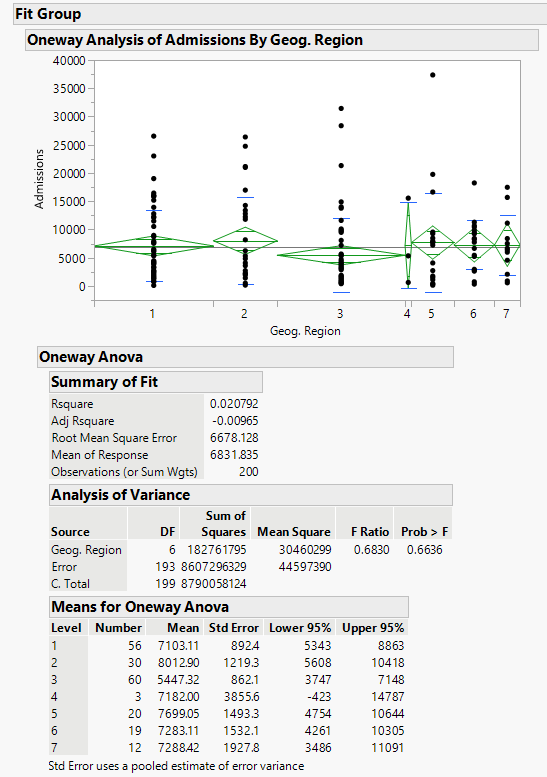 Fit Group
Oneway Analysis of Admissions By Geog. Region
40000
35000
30000
25000
20000
15000
10000
5000
0
Admissions
1 2 3 4 5 6 7
Geog. Region
Oneway Anova
Summary of Fit
Rsquare 0.020792
Adj Rsquare -0.00965
Root Mean Square Error 6678.128
Mean of Response 6831.835
Observations (or Sum Wgts) 200
Analysis of Variance
Sum of
Source DF Squares Mean Square F Ratio Prob > F
Geog. Region 6 182761795 30460299 0.6830 0.6636
Error 193 8607296329 44597390
C. Total 199 8790058124
Means for Oneway Anova
Level Number Mean Std Error Lower 95% Upper 95%
1 56 7103.11 892.4 5343 8863
2 30 8012.90 1219.3 5608 10418
3 60 5447.32 862.1 3747 7148
4 3 7182.00 3855.6 -423 14787
5 20 7699.05 1493.3 4754 10644
6 19 7283.11 1532.1 4261 10305
7 12 7288.42 1927.8 3486 11091
Std Error uses a pooled estimate of error variance